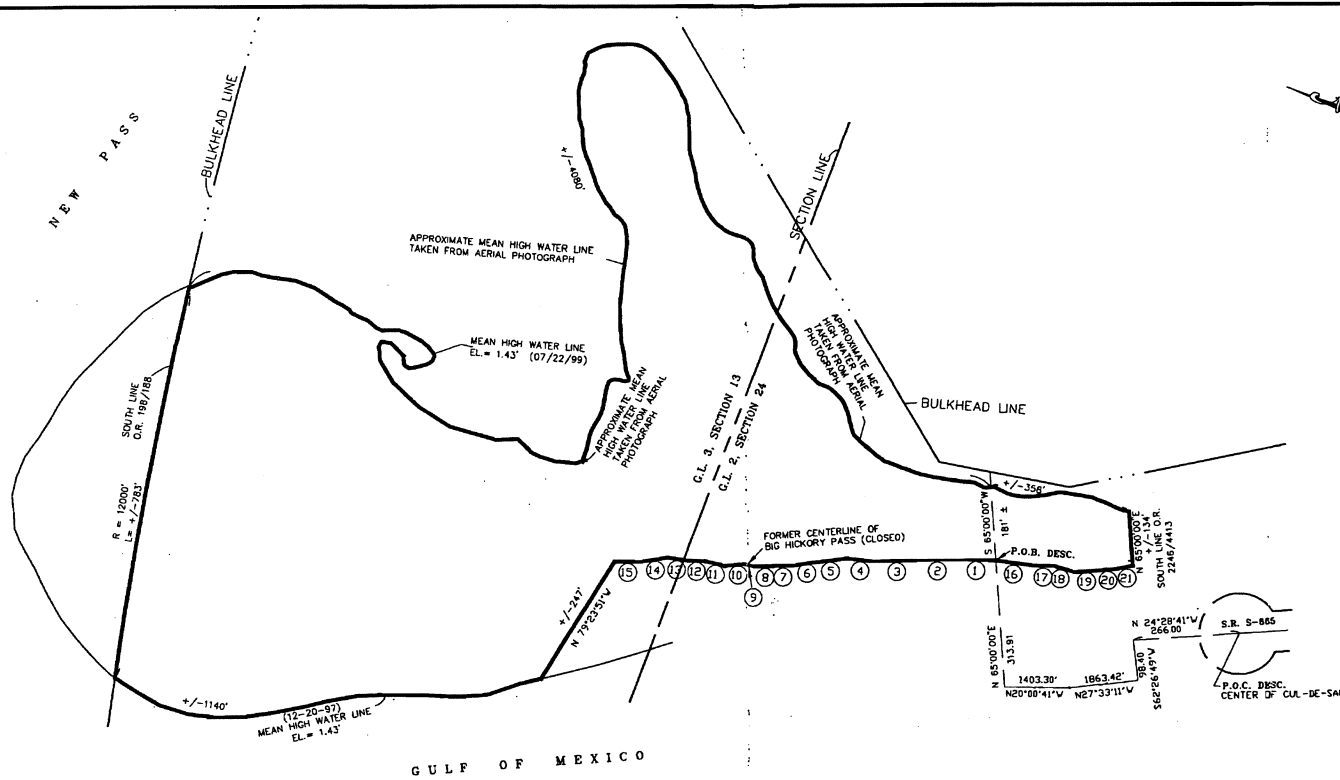 NEW PASS
BULKHEAD LINE
+/-4080'
APPROXIMATE MEAN HIGH WATER LINE
TAKEN FROM AERIAL PHOTOGRAPH
SECTION LINE
MEAN HIGH WATER LINE
EL.= 1.43' (07/22/99)
APPROXIMATE MEAN
HIGH WATER LINE
TAKEN FROM AERIAL
PHOTOGRAPH
APPROXIMATE MEAN
HIGH WATER LINE
TAKEN FROM AERIAL
PHOTOGRAPH
BULKHEAD LINE
SOUTH LINE
O.R. 198/188
R = 12000'
L= +/-783'
G.L. 3, SECTION 13
G.L. 2, SECTION 24
+/-358'
S 65°00'00"W
181' ±
N 65°00'00"E
+/-134'
SOUTH LINE O.R.
2246/4413
FORMER CENTERLINE OF
BIG HICKORY PASS (CLOSED)
P.O.B. DESC.
15 14 13 12 11 10 8 7 6 5 4 3 2 1 16 17 18 19 20 21
9
+/-247'
N 79°23'51"W
N 65°00'00"E
313.91
1403.30'
N20°00'41"W
1863.42'
N27°33'11"W
98.40
S62°26'49"W
N 24°28'41"W
266.00
S.R. S-865
P.O.C. DESC.
CENTER OF CUL-DE-SAC
+/-1140'
(12-20-97)
MEAN HIGH WATER LINE
EL.= 1.43'
GULF OF MEXICO